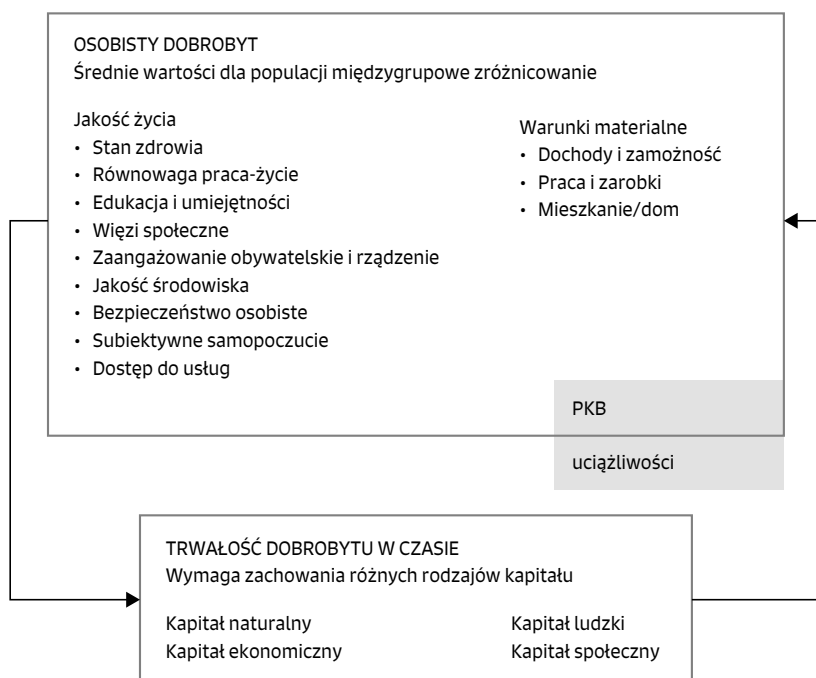 OSOBISTY DOBROBYT
Średnie wartości dla populacji międzygrupowe zróżnicowanie
Jakość życia
• Stan zdrowia
• Równowaga praca-życie
• Edukacja i umiejętności
• Więzi społeczne
• Zaangażowanie obywatelskie i rządzenie
• Jakość środowiska
• Bezpieczeństwo osobiste
• Subiektywne samopoczucie
• Dostęp do usług
Warunki materialne
• Dochody i zamożność
• Praca i zarobki
• Mieszkanie/dom
PKB
uciążliwości
TRWAŁOŚĆ DOBROBYTU W CZASIE
Wymaga zachowania różnych rodzajów kapitału
Kapitał naturalny
Kapitał ekonomiczny
Kapitał ludzki
Kapitał społeczny